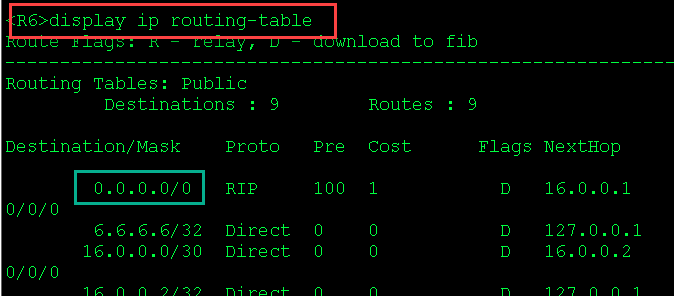 <R6>display ip routing-table
Route Flags: R - relay, D - download to fib
------------------------------------------------------------
Routing Tables: Public
Destinations : 9 Routes : 9
Destination/Mask Proto Pre Cost Flags NextHop
0.0.0.0/0 RIP 100 1 D 16.0.0.1
0/0/0
6.6.6.6/32 Direct 0 0 D 127.0.0.1
16.0.0.0/30 Direct 0 0 D 16.0.0.2
0/0/0
16.0.0.2/32 Direct 0 0 D 127.0.0.1